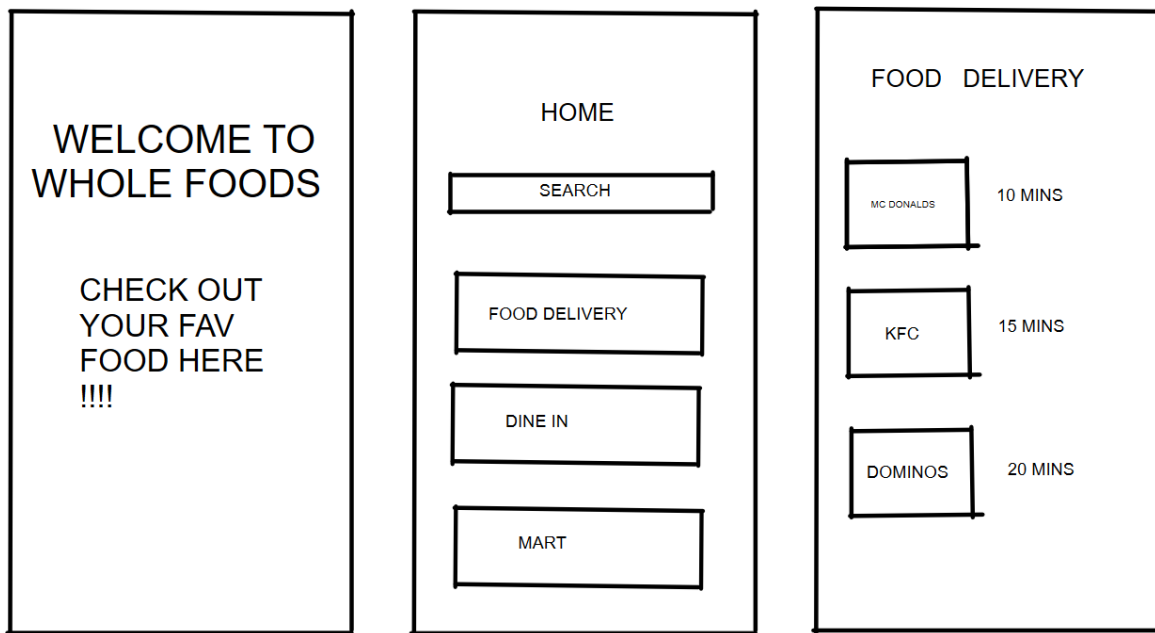 WELCOME TO
WHOLE FOODS
CHECK OUT
YOUR FAV
FOOD HERE
!!!!
HOME
SEARCH
FOOD DELIVERY
DINE IN
MART
FOOD DELIVERY
MC DONALDS
10 MINS
KFC
15 MINS
DOMINOS
20 MINS